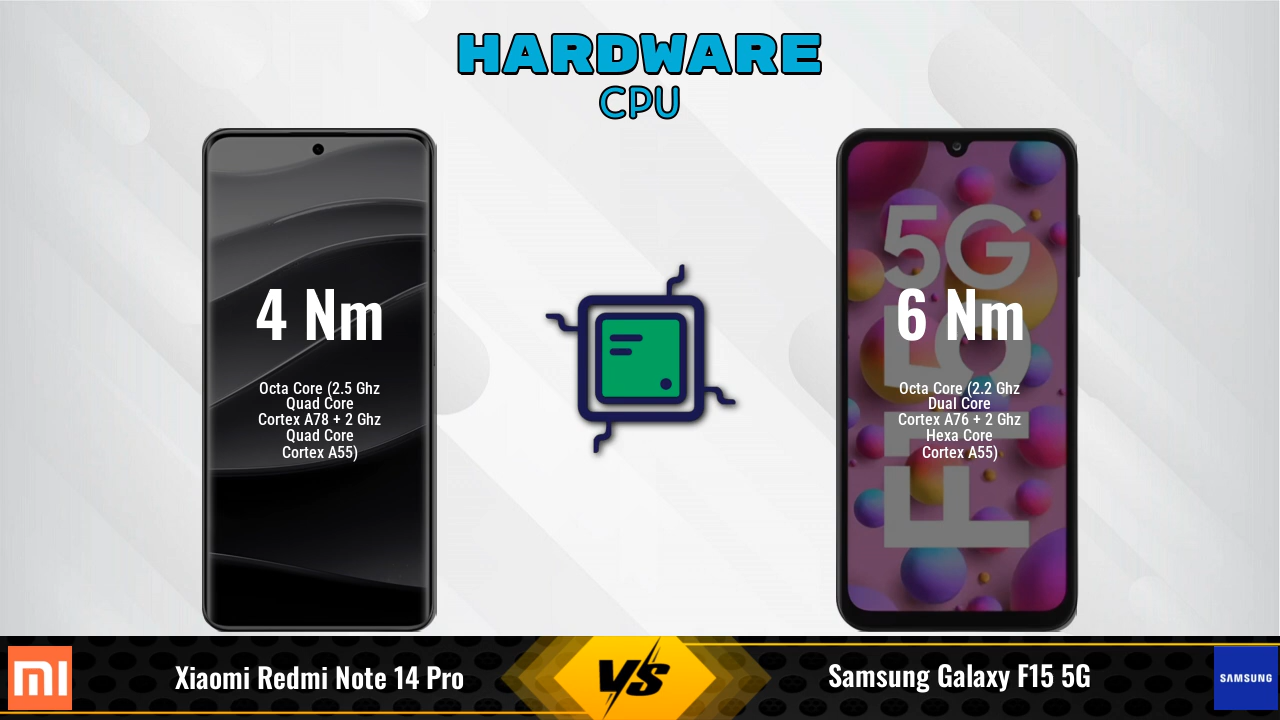 HARDWARE
CPU
4 Nm
Octa Core (2.5 Ghz
Quad Core
Cortex A78 + 2 Ghz
Quad Core
Cortex A55)
5G
F15
6 Nm
Octa Core (2.2 Ghz
Dual Core
Cortex A76 + 2 Ghz
Hexa Core
Cortex A55)
MI
Xiaomi Redmi Note 14 Pro
VS
Samsung Galaxy F15 5G
SAMSUNG